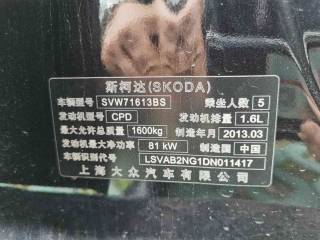 斯柯达(SKODA)
车辆型号 SVW71613BS 乘坐人数 5
发动机型号 CPD 发动机排量 1.6L
最大允许总质量 1600kg 制造年月 2013.03
发动机最大净功率 81 kW 制造国 中国
车辆识别代号 LSVAB2NG1DN011417
上海大众汽车有限公司